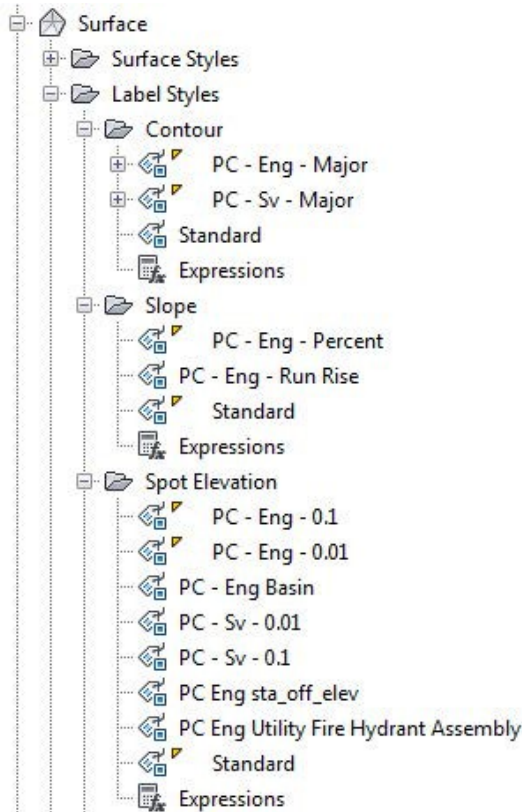 Surface
Surface Styles
Label Styles
Contour
PC - Eng - Major
PC - Sv - Major
Standard
Expressions
Slope
PC - Eng - Percent
PC - Eng - Run Rise
Standard
Expressions
Spot Elevation
PC - Eng - 0.1
PC - Eng - 0.01
PC - Eng Basin
PC - Sv - 0.01
PC - Sv - 0.1
PC Eng sta_off_elev
PC Eng Utility Fire Hydrant Assembly
Standard
Expressions